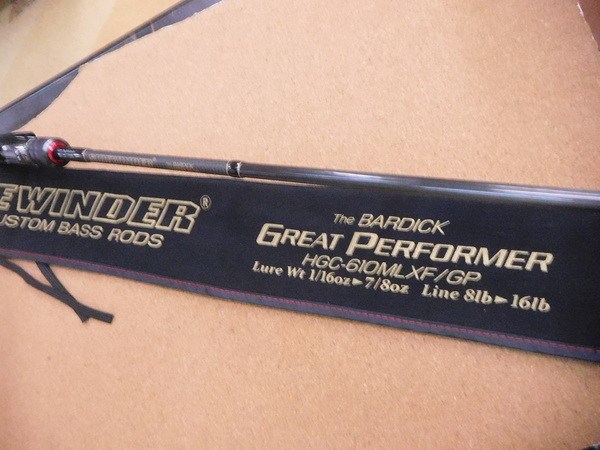 EWINDER®
CUSTOM BASS RODS
The BARDICK
GREAT PERFORMER
HGC-610MLXF/GP
Lure Wt 1/16oz▶7/8oz Line 8lb▶16lb